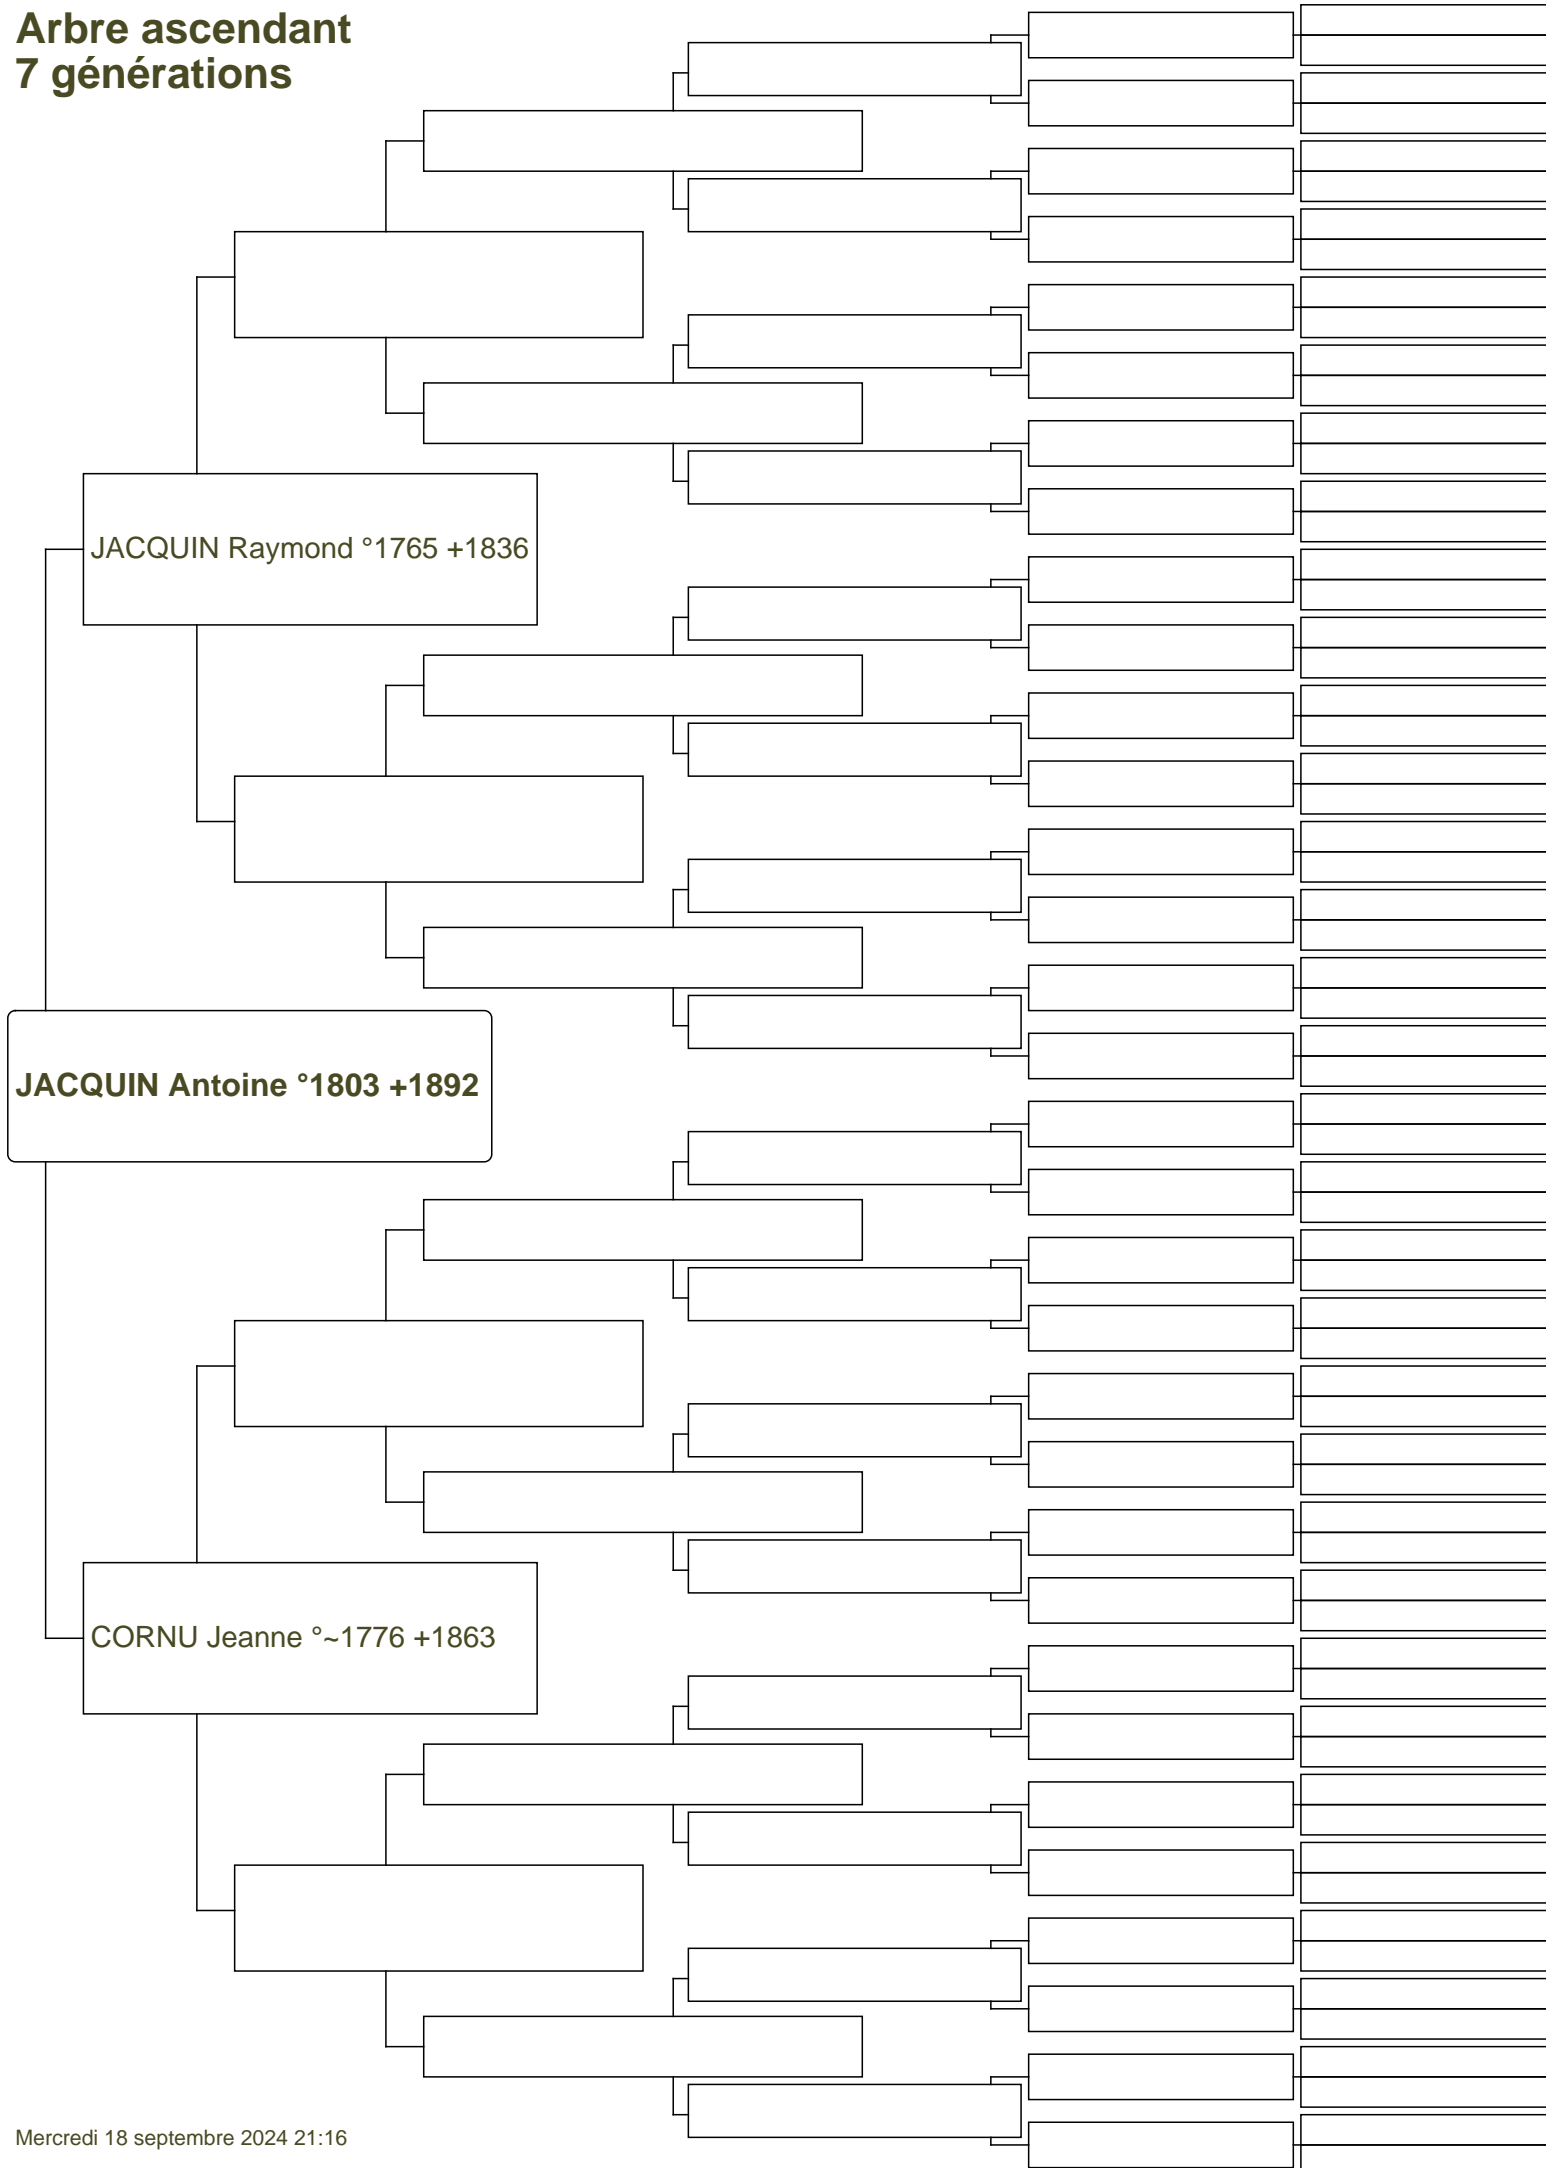 Arbre ascendant
7 générations
JACQUIN Raymond °1765 +1836
JACQUIN Antoine °1803 +1892
CORNU Jeanne °~1776 +1863
Mercredi 18 septembre 2024 21:16